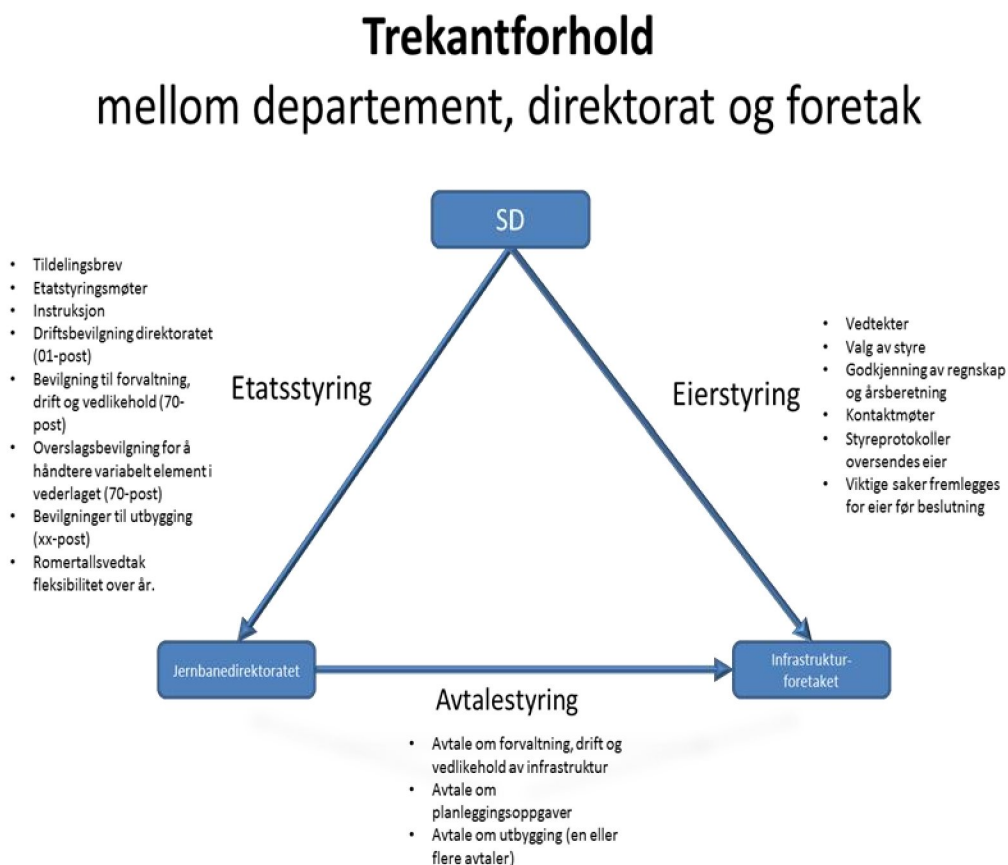 Trekantforhold
mellom departement, direktorat og foretak
SD
• Tildelingsbrev
• Etatstyringsmøter
• Instruksjon
• Driftsbevilgning direktoratet
(01-post)
• Bevilgning til forvaltning,
drift og vedlikehold (70-
post)
• Overslagsbevilgning for å
håndtere variabelt element i
vederlaget (70-post)
• Bevilgninger til utbygging
(xx-post)
• Romertallsvedtak
fleksibilitet over år.
Etatsstyring
Eierstyring
• Vedtekter
• Valg av styre
• Godkjenning av regnskap
og årsberetning
• Kontaktmøter
• Styreprotokoller
oversendes eier
• Viktige saker fremlegges
for eier før beslutning
Jernbanedirektoratet
Infrastruktur-
foretaket
Avtalestyring
• Avtale om forvaltning, drift og
vedlikehold av infrastruktur
• Avtale om
planleggingsoppgaver
• Avtale om utbygging (en eller
flere avtaler)